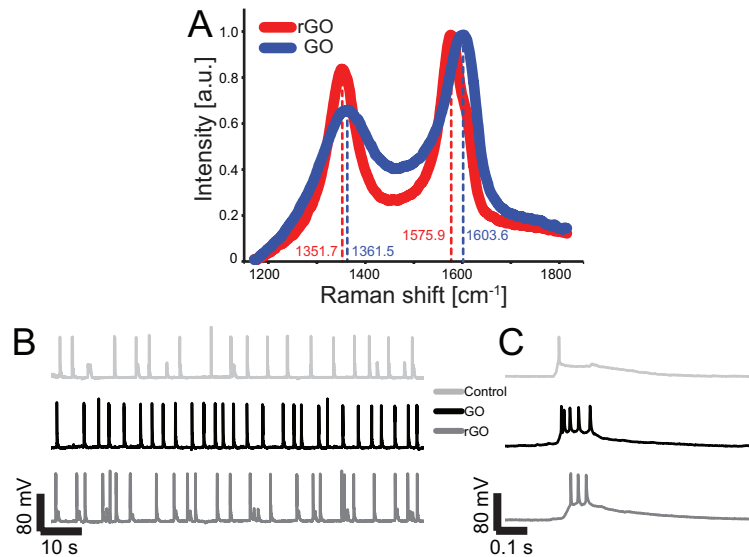 A
rGO
GO
Intensity [a.u.]
1.0
0.8
0.6
0.4
0.2
0
1351.7
1361.5
1575.9
1603.6
1200
1400
1600
1800
Raman shift [cm⁻¹]
B
C
Control
GO
rGO
80 mV
10 s
80 mV
0.1 s